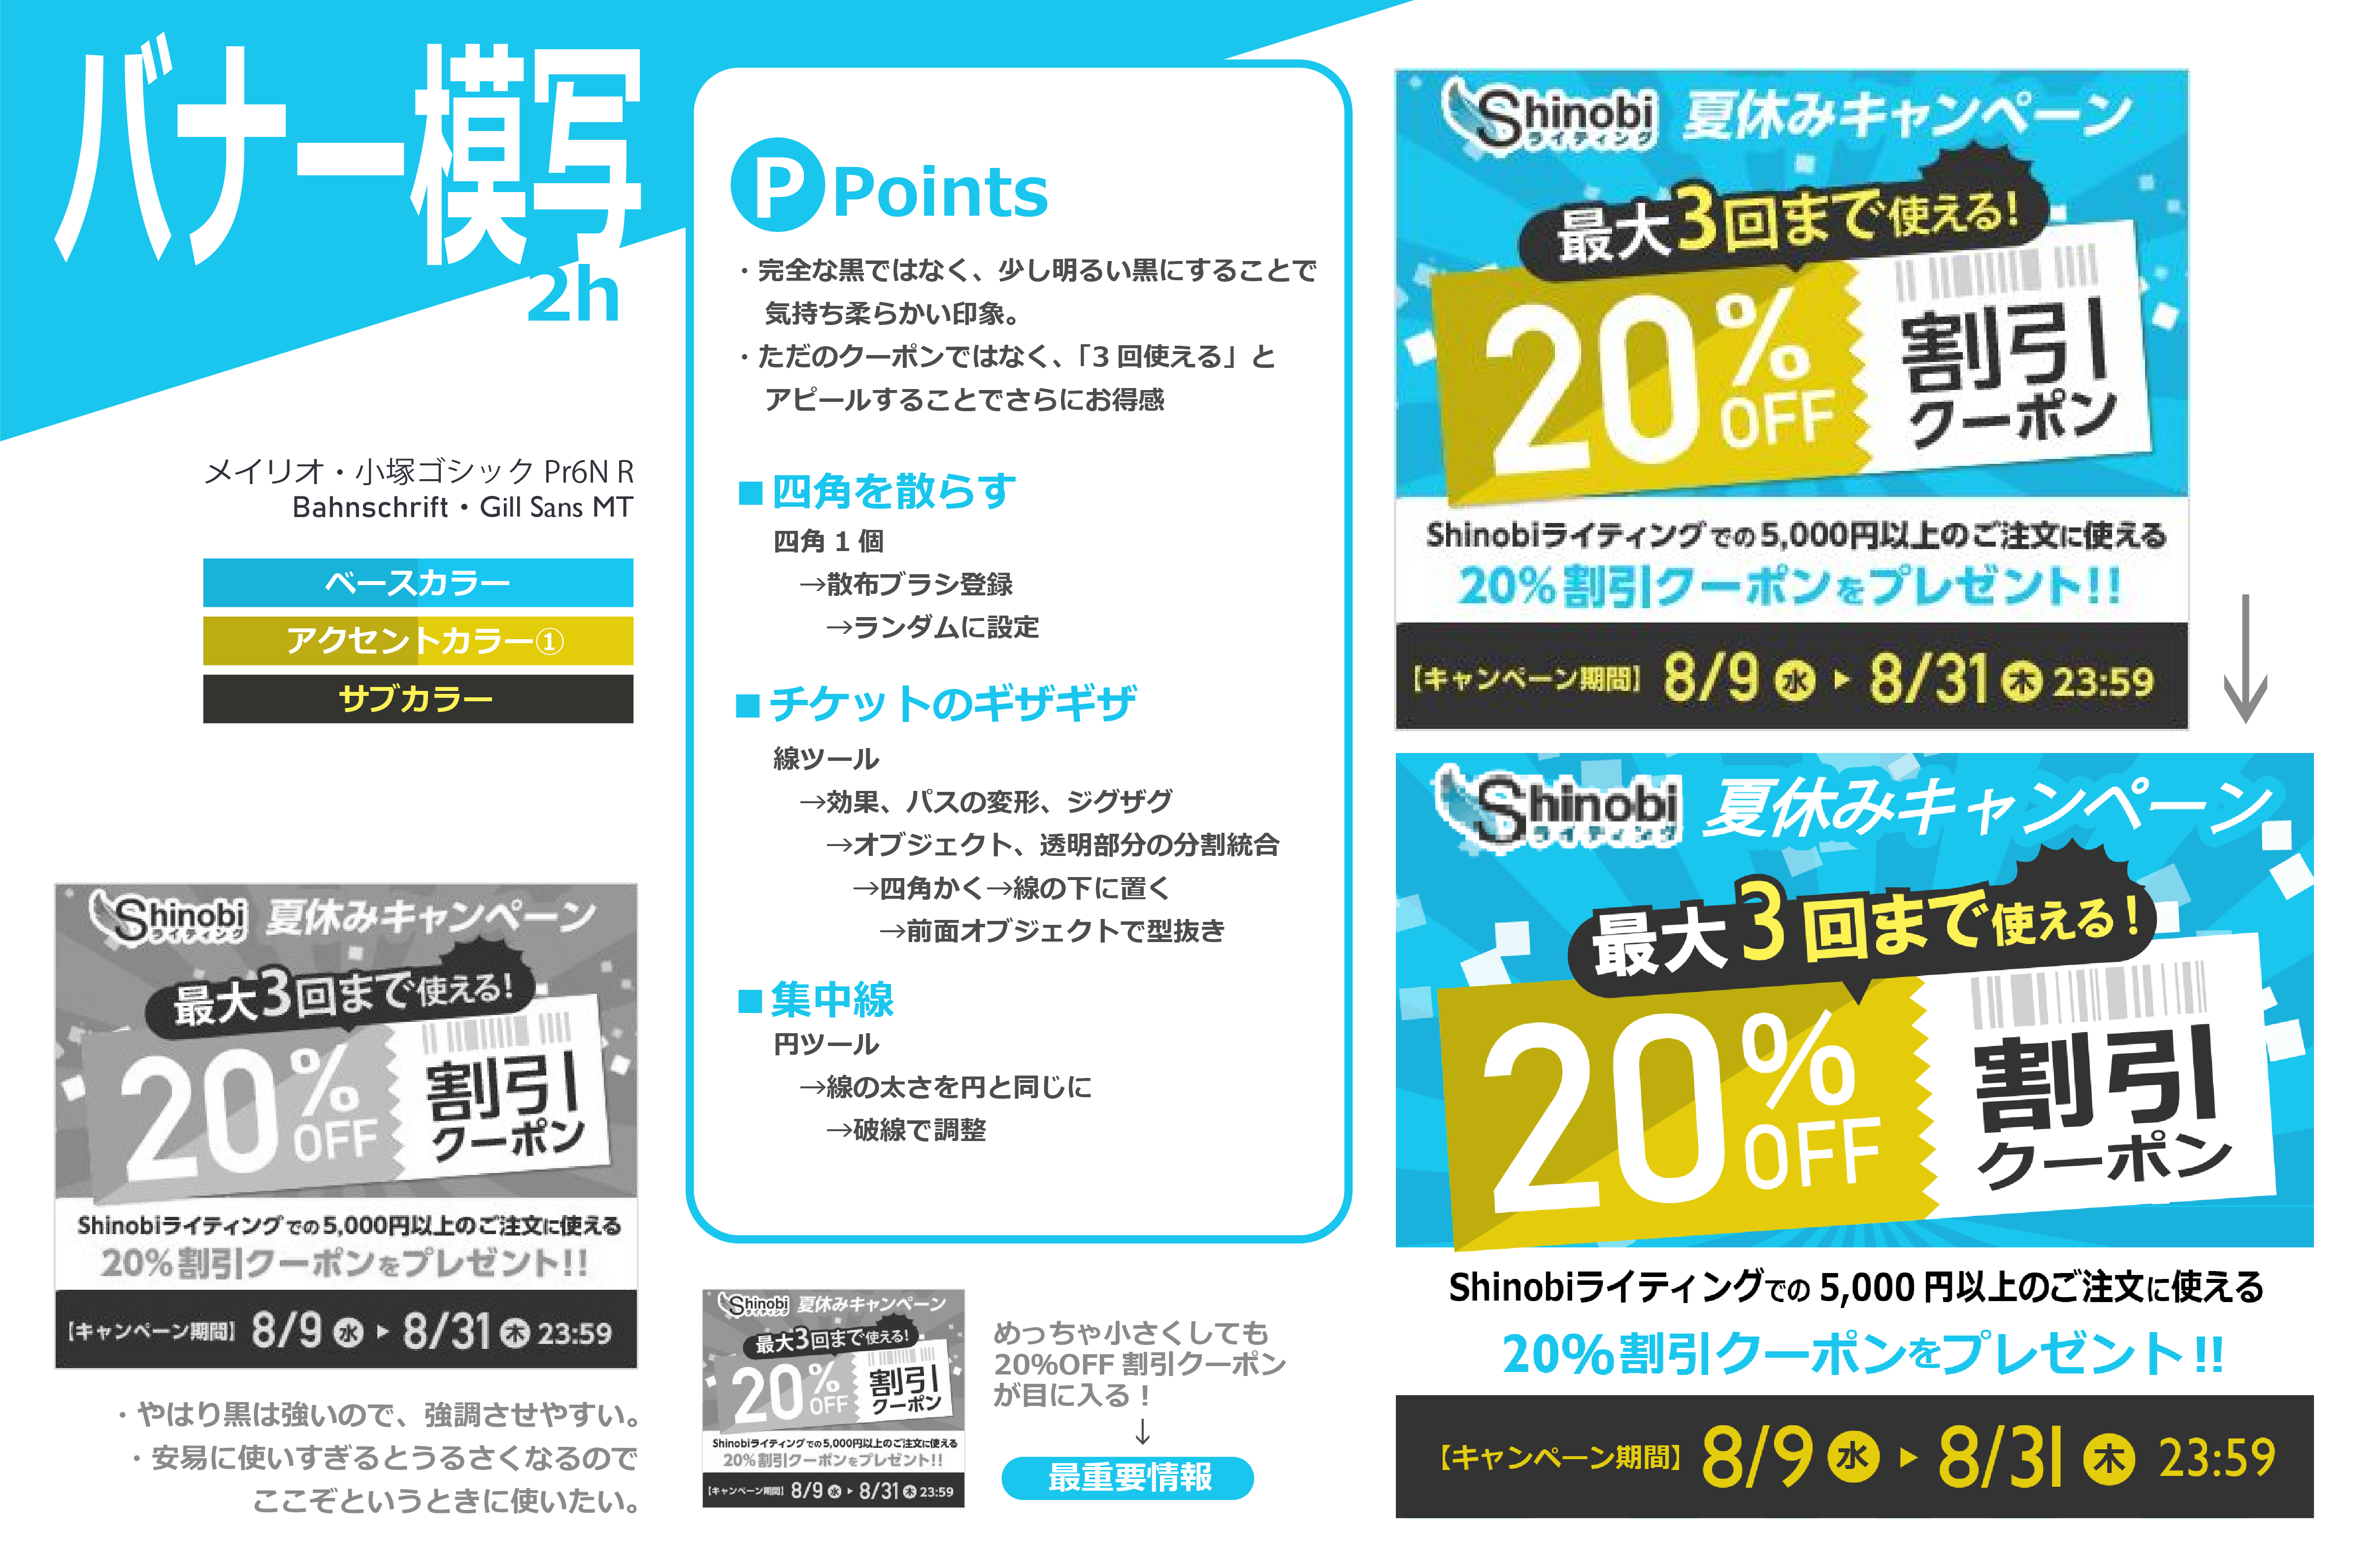 バナー模写
2h
メイリオ・小塚ゴシック Pr6N R
Bahnschrift・Gill Sans MT
ベースカラー
アクセントカラー①
サブカラー
Shinobi
ライティング
夏休みキャンペーン
最大3回まで使える!
20%OFF
割引
クーポン
Shinobiライティングでの5,000円以上のご注文に使える
20%割引クーポンをプレゼント!!
【キャンペーン期間】 8/9 水 ▶ 8/31 木 23:59
・やはり黒は強いので、強調させやすい。
・安易に使いすぎるとうるさくなるので
ここぞというときに使いたい。
P Points
・完全な黒ではなく、少し明るい黒にすることで
気持ち柔らかい印象。
・ただのクーポンではなく、「3 回使える」と
アピールすることでさらにお得感
■四角を散らす
四角 1 個
→散布ブラシ登録
→ランダムに設定
■チケットのギザギザ
線ツール
→効果、パスの変形、ジグザグ
→オブジェクト、透明部分の分割統合
→四角かく→線の下に置く
→前面オブジェクトで型抜き
■集中線
円ツール
→線の太さを円と同じに
→破線で調整
Shinobi
ライティング
夏休みキャンペーン
最大3回まで使える!
20%OFF
割引
クーポン
Shinobiライティングでの5,000円以上のご注文に使える
20%割引クーポンをプレゼント!!
【キャンペーン期間】 8/9 水 ▶ 8/31 木 23:59
めっちゃ小さくしても
20%OFF 割引クーポン
が目に入る！
↓
最重要情報
Shinobi
ライティング
夏休みキャンペーン
最大3回まで使える!
20%OFF
割引
クーポン
Shinobiライティングでの5,000円以上のご注文に使える
20%割引クーポンをプレゼント!!
【キャンペーン期間】 8/9 水 ▶ 8/31 木 23:59
Shinobi
ライティング
夏休みキャンペーン
最大3回まで使える!
20%OFF
割引
クーポン
Shinobiライティングでの 5,000 円以上のご注文に使える
20%割引クーポンをプレゼント !!
【キャンペーン期間】 8/9 水 ▶ 8/31 木 23:59